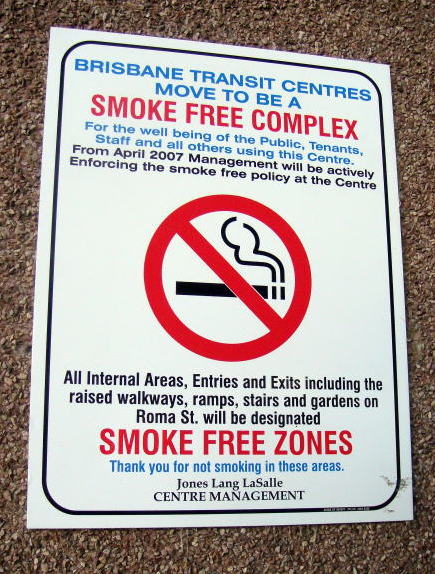 BRISBANE TRANSIT CENTRES
MOVE TO BE A
SMOKE FREE COMPLEX
For the well being of the Public, Tenants,
Staff and all others using this Centre.
From April 2007 Management will be actively
Enforcing the smoke free policy at the Centre
All Internal Areas, Entries and Exits including the
raised walkways, ramps, stairs and gardens on
Roma St. will be designated
SMOKE FREE ZONES
Thank you for not smoking in these areas.
Jones Lang LaSalle
CENTRE MANAGEMENT